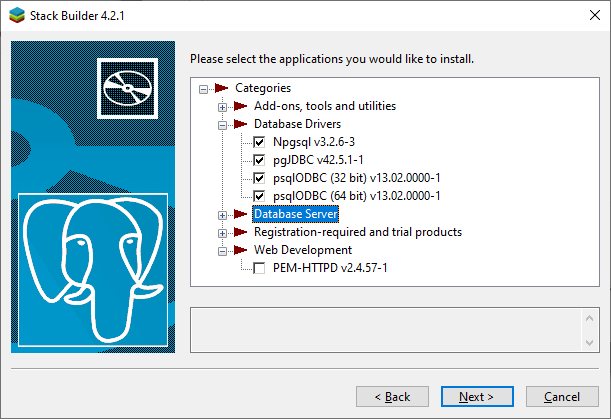 Stack Builder 4.2.1
Please select the applications you would like to install.
Categories
Add-ons, tools and utilities
Database Drivers
Npgsql v3.2.6-3
pgJDBC v42.5.1-1
psqlODBC (32 bit) v13.02.0000-1
psqlODBC (64 bit) v13.02.0000-1
Database Server
Registration-required and trial products
Web Development
PEM-HTTPD v2.4.57-1
< Back Next > Cancel